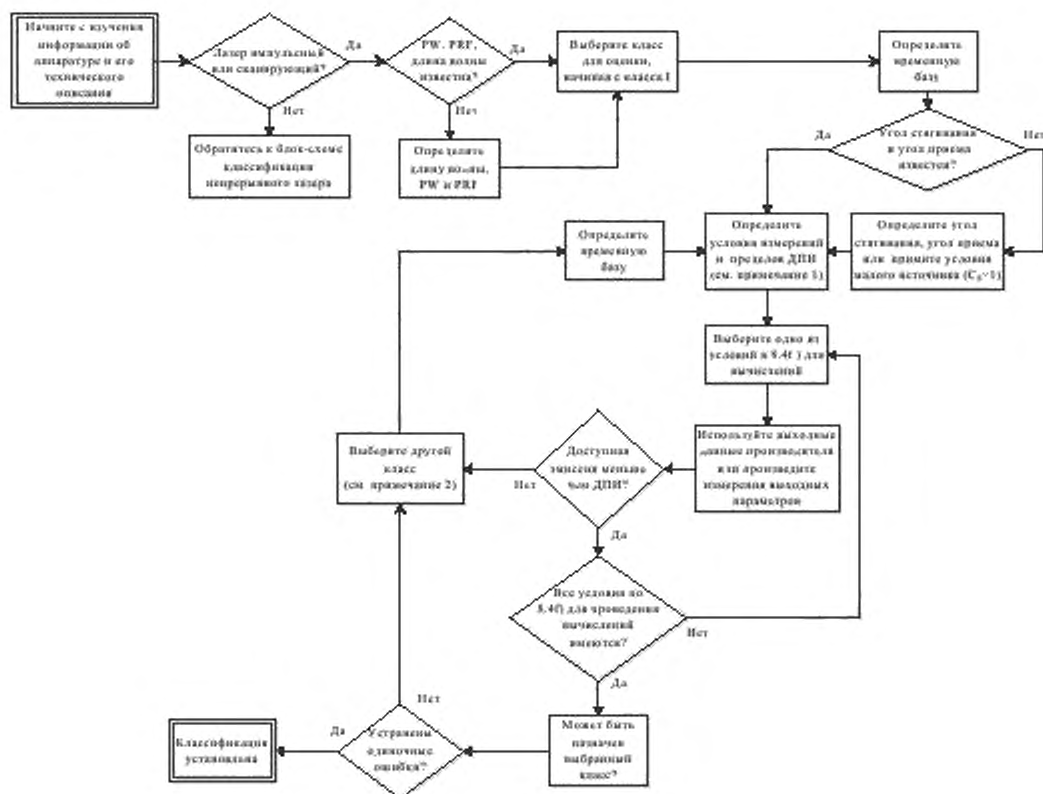 Начните с изучения
информации об
аппаратуре и его
технического
описания
Лазер импульсный
или сканирующий?
Да
Нет
PW, PRF,
длина волны
известна?
Да
Нет
Выберите класс
для оценки,
начиная с класса 1
Определить
временную
базу
Обратитесь к блок-схеме
классификации
непрерывного лазера
Определить
длину волны,
PW и PRF
Да
Угол стягивания
и угол приема
известен?
Нет
Определите
временную
базу
Определите
условия измерений
и пределов ДПИ
(см. примечание 1)
Определите угол
стягивания, угол приема
или примите условия
малого источника
Выберите одно из
условий в 8.4f) для
вычислений
Выберите другой
класс
(см примечание 2)
Нет
Доступная
эмиссия меньше
чем ДПИ?
Да
Используйте выходные
данные производителя
или произведите
измерения выходных
параметров
Все условия по
8.4f) для проведения
вычислений
имеются?
Нет
Да
Классификация
установлена
Да
Нет
Устранены
одиночные
ошибки?
Может быть
назначен
выбранный
класс?